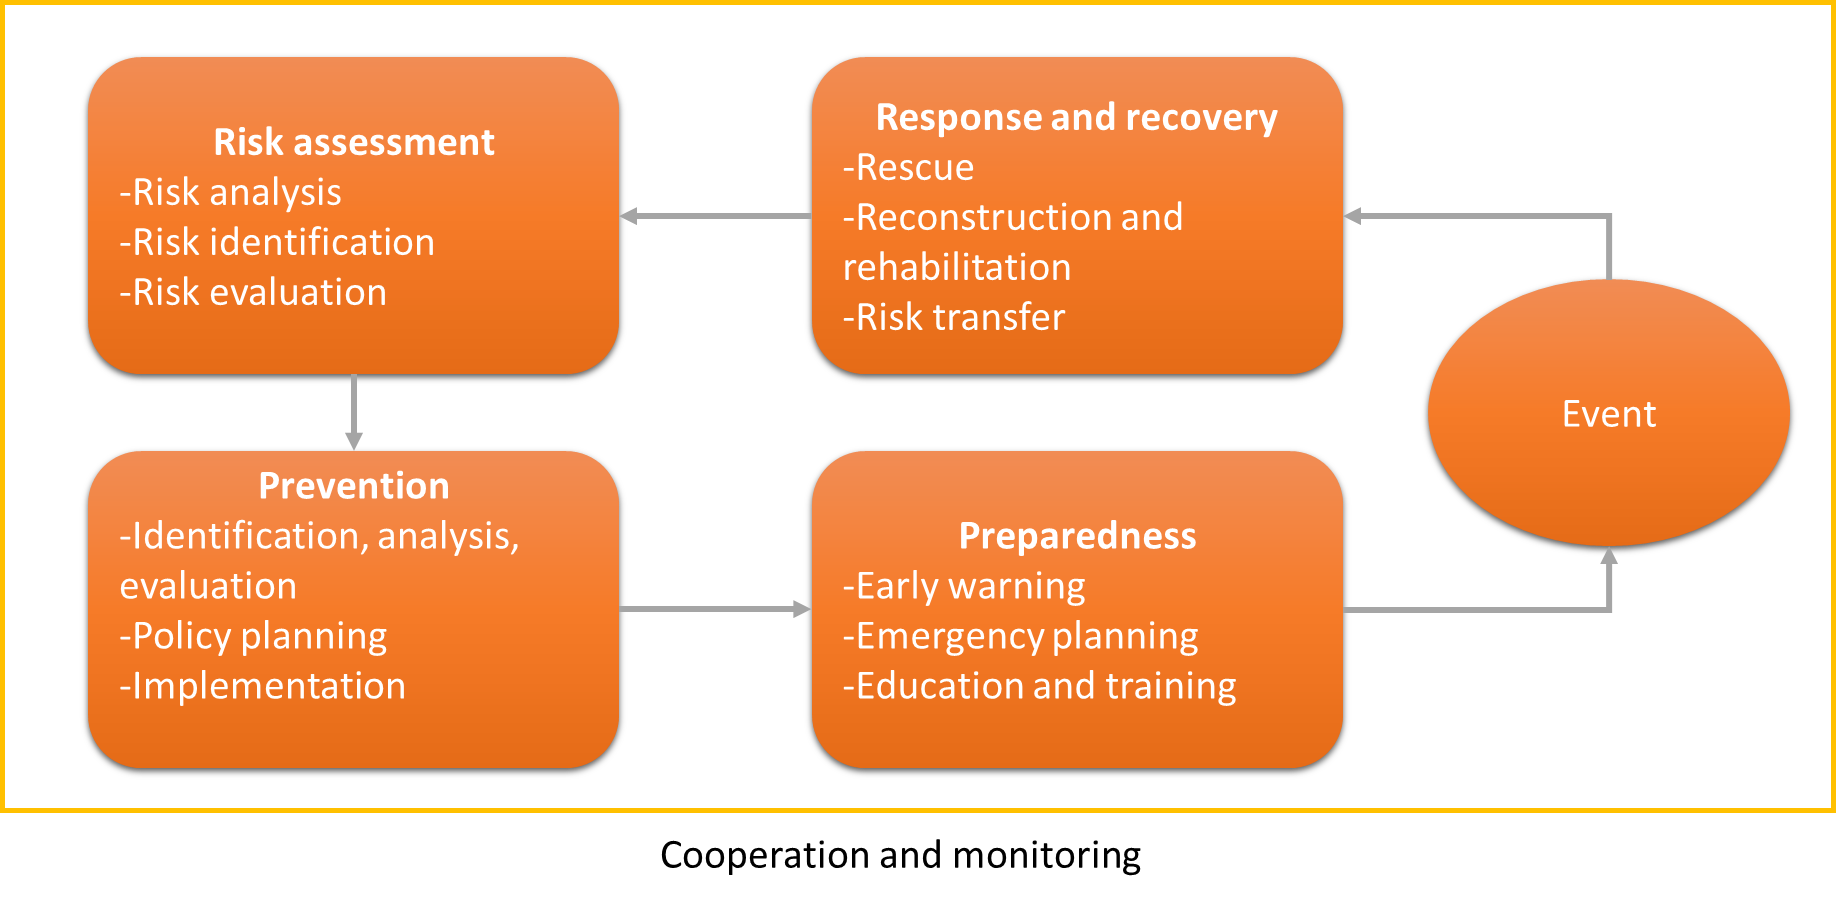 Risk assessment
-Risk analysis
-Risk identification
-Risk evaluation
Response and recovery
-Rescue
-Reconstruction and
rehabilitation
-Risk transfer
Event
Prevention
-Identification, analysis,
evaluation
-Policy planning
-Implementation
Preparedness
-Early warning
-Emergency planning
-Education and training
Cooperation and monitoring